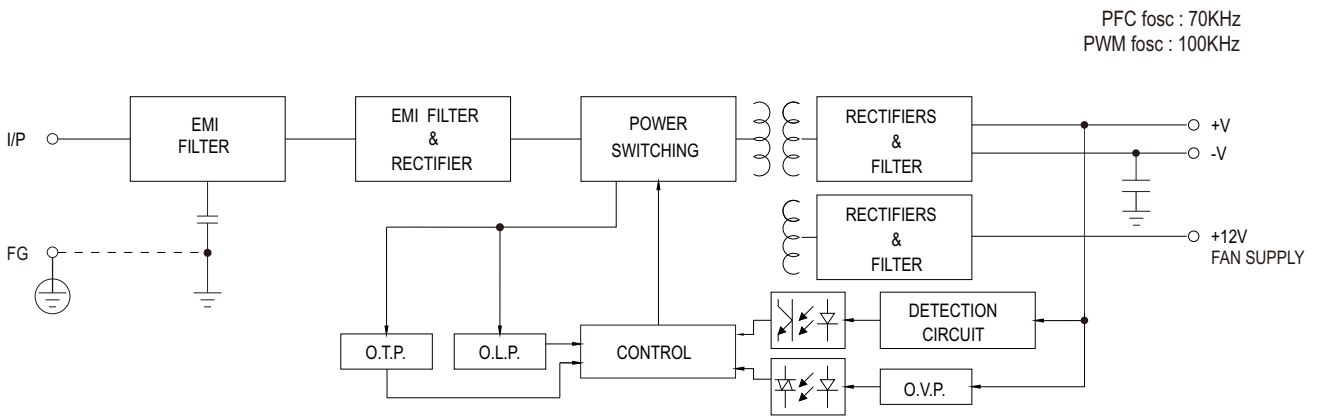 PFC fosc : 70KHz
PWM fosc : 100KHz
I/P
EMI
FILTER
EMI FILTER
&
RECTIFIER
POWER
SWITCHING
RECTIFIERS
&
FILTER
+V
-V
RECTIFIERS
&
FILTER
+12V
FAN SUPPLY
FG
DETECTION
CIRCUIT
O.T.P.
O.L.P.
CONTROL
O.V.P.